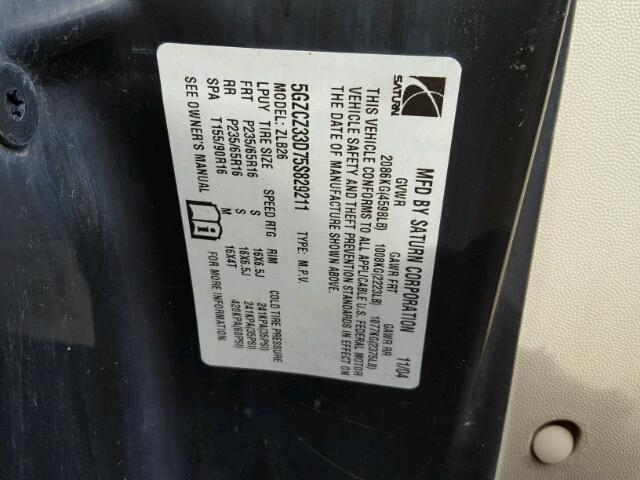 SATURN
MFD BY SATURN CORPORATION 11/04
GVWR GAWR FRT GAWR RR
2086KG(4598LB) 1008KG(2223LB) 1077KG(2375LB)
THIS VEHICLE CONFORMS TO ALL APPLICABLE U.S. FEDERAL MOTOR
VEHICLE SAFETY AND THEFT PREVENTION STANDARDS IN EFFECT ON
THE DATE OF MANUFACTURE SHOWN ABOVE.
5GZCZ33D75S829211 TYPE: M.P.V.
MODEL: ZLB26
LPUY TIRE SIZE SPEED RTG RIM COLD TIRE PRESSURE
FRT P235/65R16 S 16X6.5J 241KPA(35PSI)
RR P235/65R16 S 16X6.5J 241KPA(35PSI)
SPA T155/90R16 M 16X4T 420KPA(60PSI)
SEE OWNER'S MANUAL FOR MORE INFORMATION.